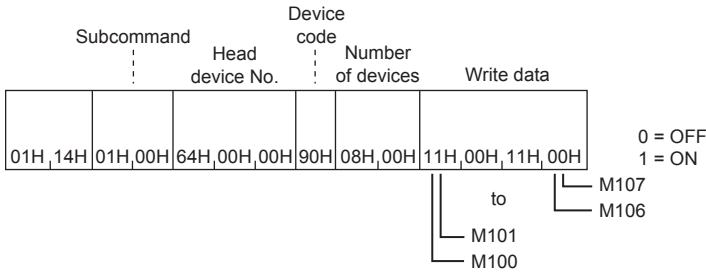 Device
code
Subcommand
Head
device No.
Number
of devices
Write data
01H 14H 01H 00H 64H 00H 00H 90H 08H 00H 11H 00H 11H 00H
0 = OFF
1 = ON
to
M107
M106
M101
M100